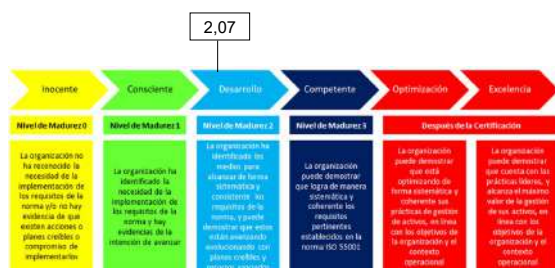 2,07
Inocente
Consciente
Desarrollo
Competente
Optimización
Excelencia
Nivel de Madurez 0
Nivel de Madurez 1
Nivel de Madurez 2
Nivel de Madurez 3
Después de la Certificación
La organización no
ha reconocido la
necesidad de la
implementación de
los requisitos de la
norma y/o no hay
evidencia de que
existen acciones o
planes creíbles o
compromiso de
implementarlos
La organización ha
identificado la
necesidad de la
implementación de
los requisitos de la
norma y hay
evidencias de la
intención de avanzar
La organización ha
identificado los
medios para
alcanzar de forma
sistemática y
consistente los
requisitos de la
norma, y puede
demostrar que estos
están avanzando
evolucionando con
planes creíbles y
La organización
puede demostrar
que logra de manera
sistemática y
coherente los
requisitos
pertinentes
establecidos en la
norma ISO 55001
La organización
puede demostrar
que está
optimizando de
forma sistemática y
coherente sus
prácticas de gestión
de activos, en línea
con los objetivos de
la organización y el
contexto
operacional
La organización
puede demostrar
que cuenta con las
prácticas líderes, y
alcanza el máximo
valor de la gestión
de sus activos, en
línea con los
objetivos de la
organización y el
contexto
operacional